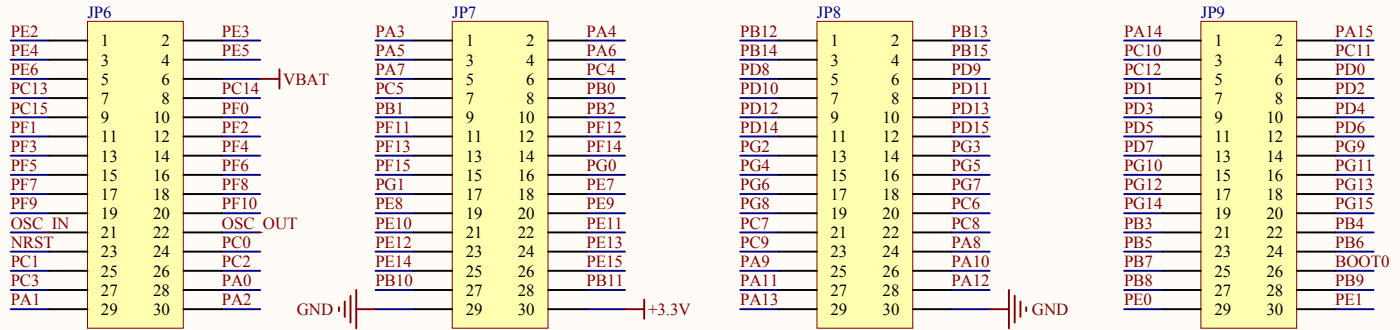 JP6 JP7 JP8 JP9
PE2 1 2 PE3 PA3 1 2 PA4 PB12 1 2 PB13 PA14 1 2 PA15
PE4 3 4 PE5 PA5 3 4 PA6 PB14 3 4 PB15 PC10 3 4 PC11
PE6 5 6 VBAT PA7 5 6 PC4 PD8 5 6 PD9 PC12 5 6 PD0
PC13 7 8 PC14 PC5 7 8 PB0 PD10 7 8 PD11 PD1 7 8 PD2
PC15 9 10 PF0 PB1 9 10 PB2 PD12 9 10 PD13 PD3 9 10 PD4
PF1 11 12 PF2 PF11 11 12 PF12 PD14 11 12 PD15 PD5 11 12 PD6
PF3 13 14 PF4 PF13 13 14 PF14 PG2 13 14 PG3 PD7 13 14 PG9
PF5 15 16 PF6 PF15 15 16 PG0 PG4 15 16 PG5 PG10 15 16 PG11
PF7 17 18 PF8 PG1 17 18 PE7 PG6 17 18 PG7 PG12 17 18 PG13
PF9 19 20 PF10 PE8 19 20 PE9 PG8 19 20 PC6 PG14 19 20 PG15
OSC_IN 21 22 OSC_OUT PE10 21 22 PE11 PC7 21 22 PC8 PB3 21 22 PB4
NRST 23 24 PC0 PE12 23 24 PE13 PC9 23 24 PA8 PB5 23 24 PB6
PC1 25 26 PC2 PE14 25 26 PE15 PA9 25 26 PA10 PB7 25 26 BOOT0
PC3 27 28 PA0 PB10 27 28 PB11 PA11 27 28 PA12 PB8 27 28 PB9
PA1 29 30 PA2 GND 29 30 +3.3V PA13 29 30 GND PE0 29 30 PE1